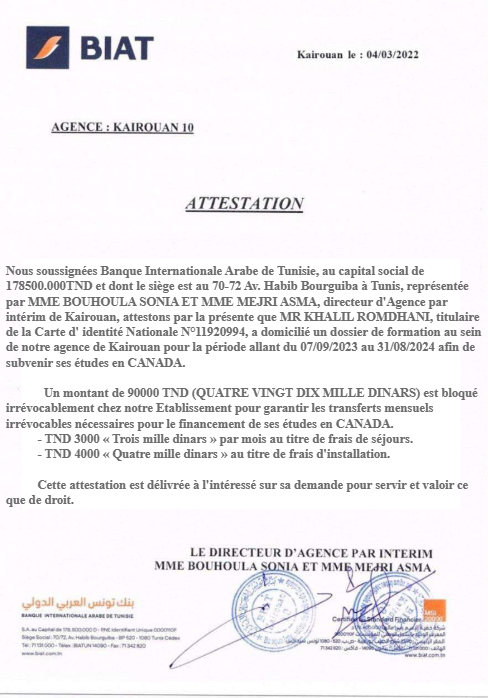 BIAT
Kairouan le : 04/03/2022
AGENCE : KAIROUAN 10
ATTESTATION
Nous soussignées Banque Internationale Arabe de Tunisie, au capital social de
178500.000TND et dont le siège est au 70-72 Av. Habib Bourguiba à Tunis, représentée
par MME BOUHOULA SONIA ET MME MEJRI ASMA, directeur d'Agence par
intérim de Kairouan, attestons par la présente que MR KHALIL ROMDHANI, titulaire
de la Carte d' identité Nationale N°11920994, a domicilié un dossier de formation au sein
de notre agence de Kairouan pour la période allant du 07/09/2023 au 31/08/2024 afin de
subvenir ses études en CANADA.
Un montant de 90000 TND (QUATRE VINGT DIX MILLE DINARS) est bloqué
irrévocablement chez notre Etablissement pour garantir les transferts mensuels
irrévocables nécessaires pour le financement de ses études en CANADA.
- TND 3000 « Trois mille dinars » par mois au titre de frais de séjours.
- TND 4000 « Quatre mille dinars » au titre de frais d'installation.
Cette attestation est délivrée à l'intéressé sur sa demande pour servir et valoir ce
que de droit.
LE DIRECTEUR D'AGENCE PAR INTERIM
MME BOUHOULA SONIA ET MME MEJRI ASMA
بنك تونس العربي الدولي
BANQUE INTERNATIONALE ARABE DE TUNISIE
S.A. au Capital de 178.500.000 D - RNE Identifiant Unique 0000110F
Siège Social : 70/72, Av. Habib Bourguiba - BP 520 - 1080 Tunis Cédex
Tél : 71 131 000 - Télex : BIATUN 14090 - Fax : 71 342 820
www.biat.com.tn
MSI
20000
Standard Financier
www.biat.com.tn